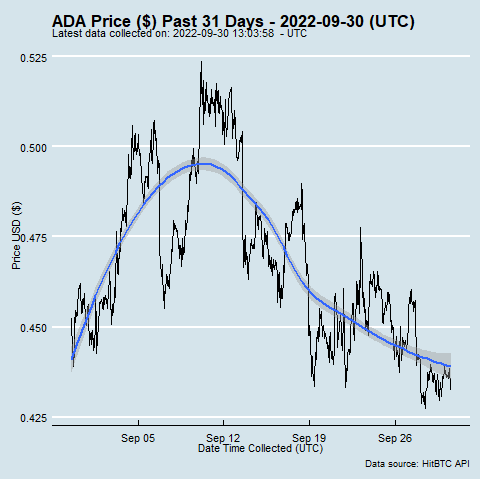 ADA Price ($) Past 31 Days - 2022-09-30 (UTC)
Latest data collected on: 2022-09-30 13:03:58  - UTC
0.525
0.500
0.475
0.450
0.425
Price USD ($)
Sep 05
Sep 12
Sep 19
Sep 26
Date Time Collected (UTC)
Data source: HitBTC API